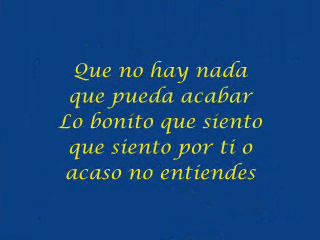 Que no hay nada
que pueda acabar
Lo bonito que siento
que siento por ti o
acaso no entiendes